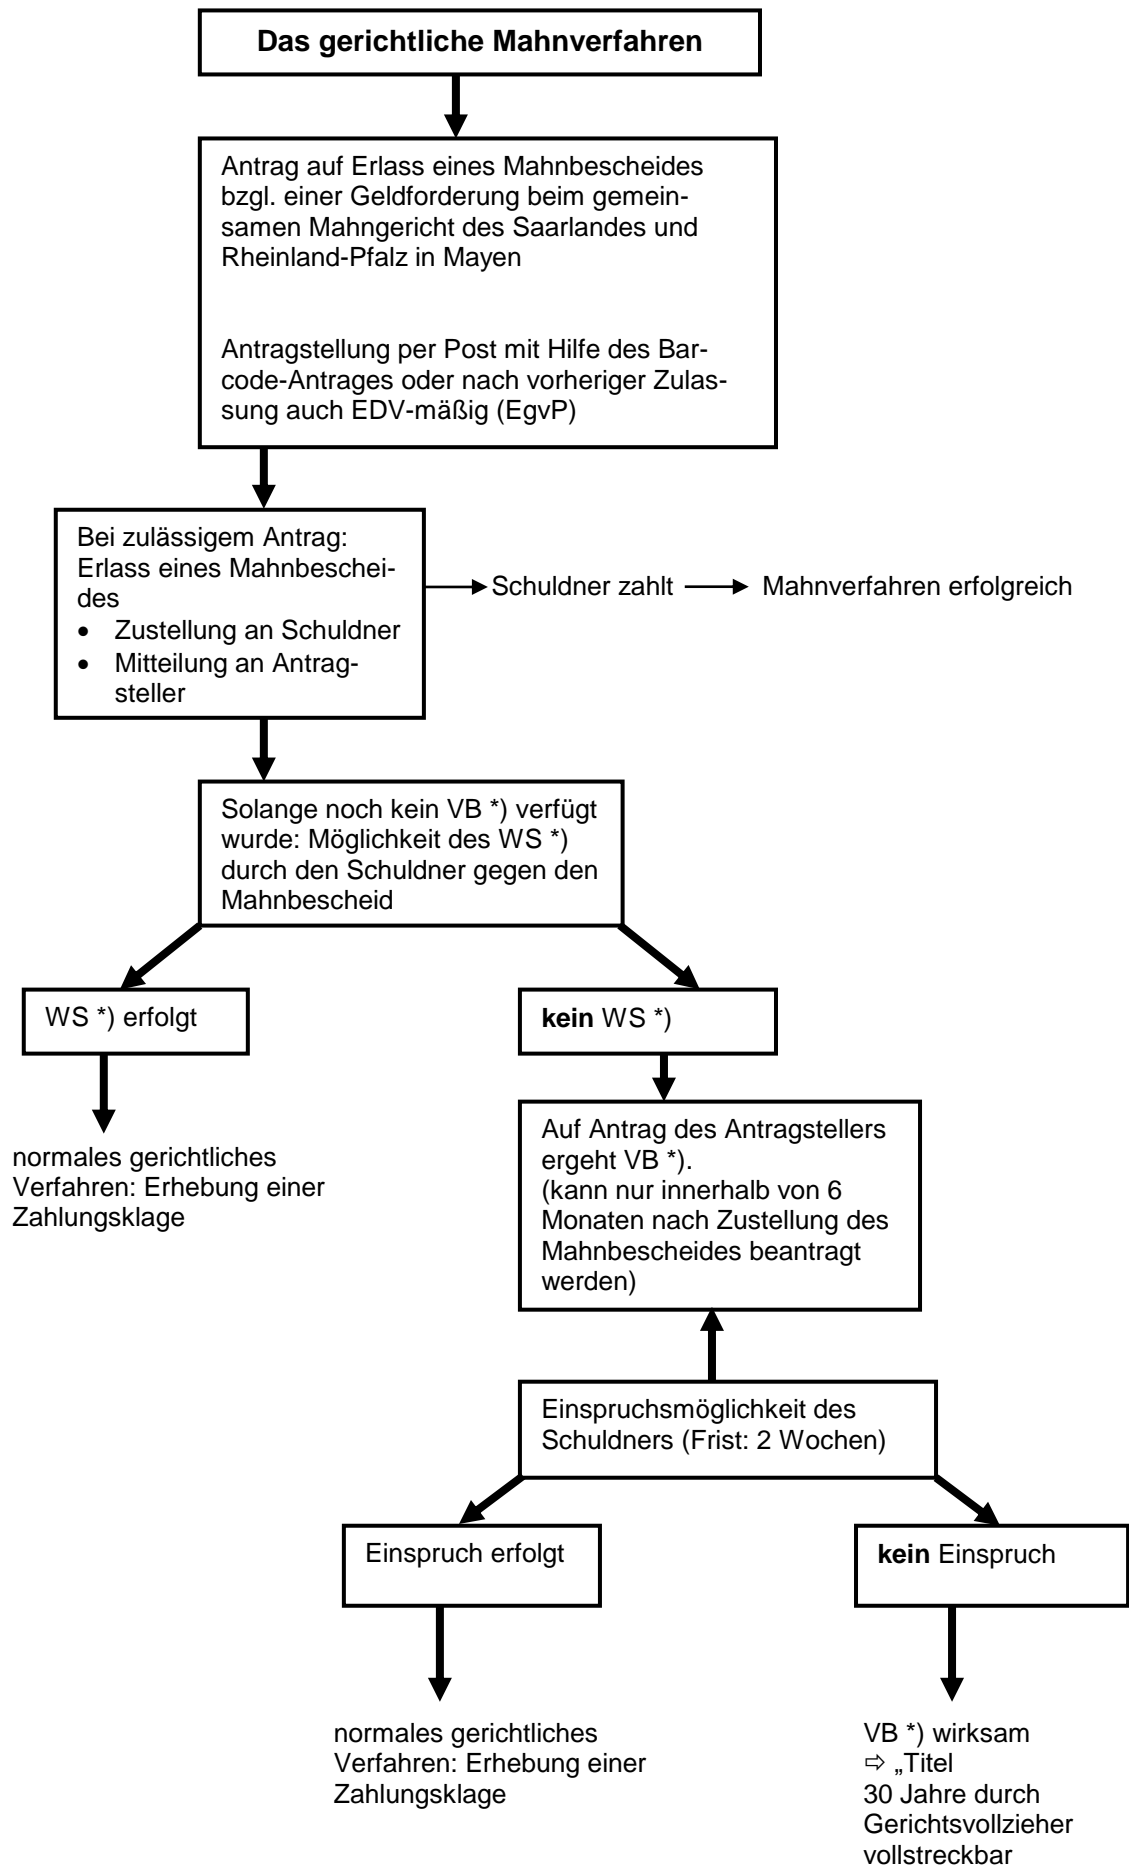 Das gerichtliche Mahnverfahren
Antrag auf Erlass eines Mahnbescheides
bzgl. einer Geldforderung beim gemein-
samen Mahngericht des Saarlandes und
Rheinland-Pfalz in Mayen
Antragstellung per Post mit Hilfe des Bar-
code-Antrages oder nach vorheriger Zulas-
sung auch EDV-mäßig (EgvP)
Bei zulässigem Antrag:
Erlass eines Mahnbeschei-
des
• Zustellung an Schuldner
• Mitteilung an Antrag-
steller
Schuldner zahlt
Mahnverfahren erfolgreich
Solange noch kein VB *) verfügt
wurde: Möglichkeit des WS *)
durch den Schuldner gegen den
Mahnbescheid
WS *) erfolgt
kein WS *)
normales gerichtliches
Verfahren: Erhebung einer
Zahlungsklage
Auf Antrag des Antragstellers
ergeht VB *).
(kann nur innerhalb von 6
Monaten nach Zustellung des
Mahnbescheides beantragt
werden)
Einspruchsmöglichkeit des
Schuldners (Frist: 2 Wochen)
Einspruch erfolgt
kein Einspruch
normales gerichtliches
Verfahren: Erhebung einer
Zahlungsklage
VB *) wirksam
⇨ „Titel
30 Jahre durch
Gerichtsvollzieher
vollstreckbar